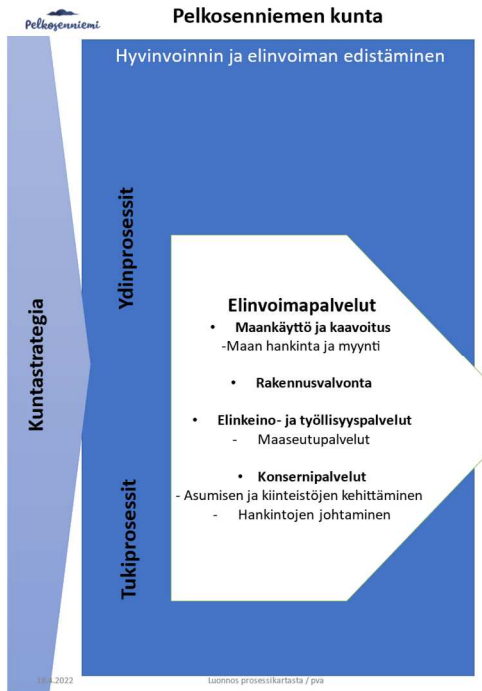 Pelkosenniemi
Pelkosenniemen kunta
Hyvinvoinnin ja elinvoiman edistäminen
Kuntastrategia
Ydinprosessit
Tukiprosessit
Elinvoimapalvelut
• Maankäyttö ja kaavoitus
-Maan hankinta ja myynti
• Rakennusvalvonta
• Elinkeino- ja työllisyyspalvelut
- Maaseutupalvelut
• Konsernipalvelut
- Asumisen ja kiinteistöjen kehittäminen
- Hankintojen johtaminen
Luonnos prosessikartasta / pva